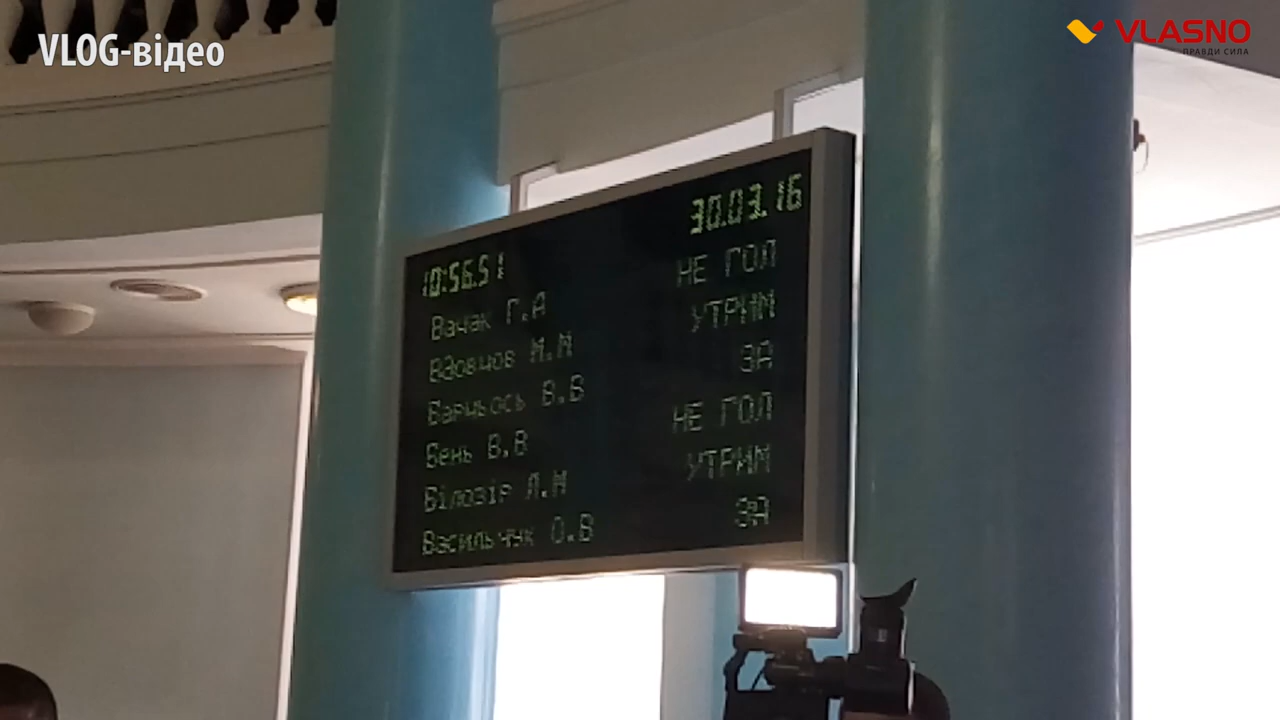 VLOG-відео
VLASNO
ПРАВДИ СИЛА
30.03.16
10:56.51
Вачак Г.А НЕ ГОЛ
Вдовцов М.М УТРИМ
Барцьось В.В ЗА
Бень В.В НЕ ГОЛ
Білозір Л.М УТРИМ
Васильчук О.В ЗА